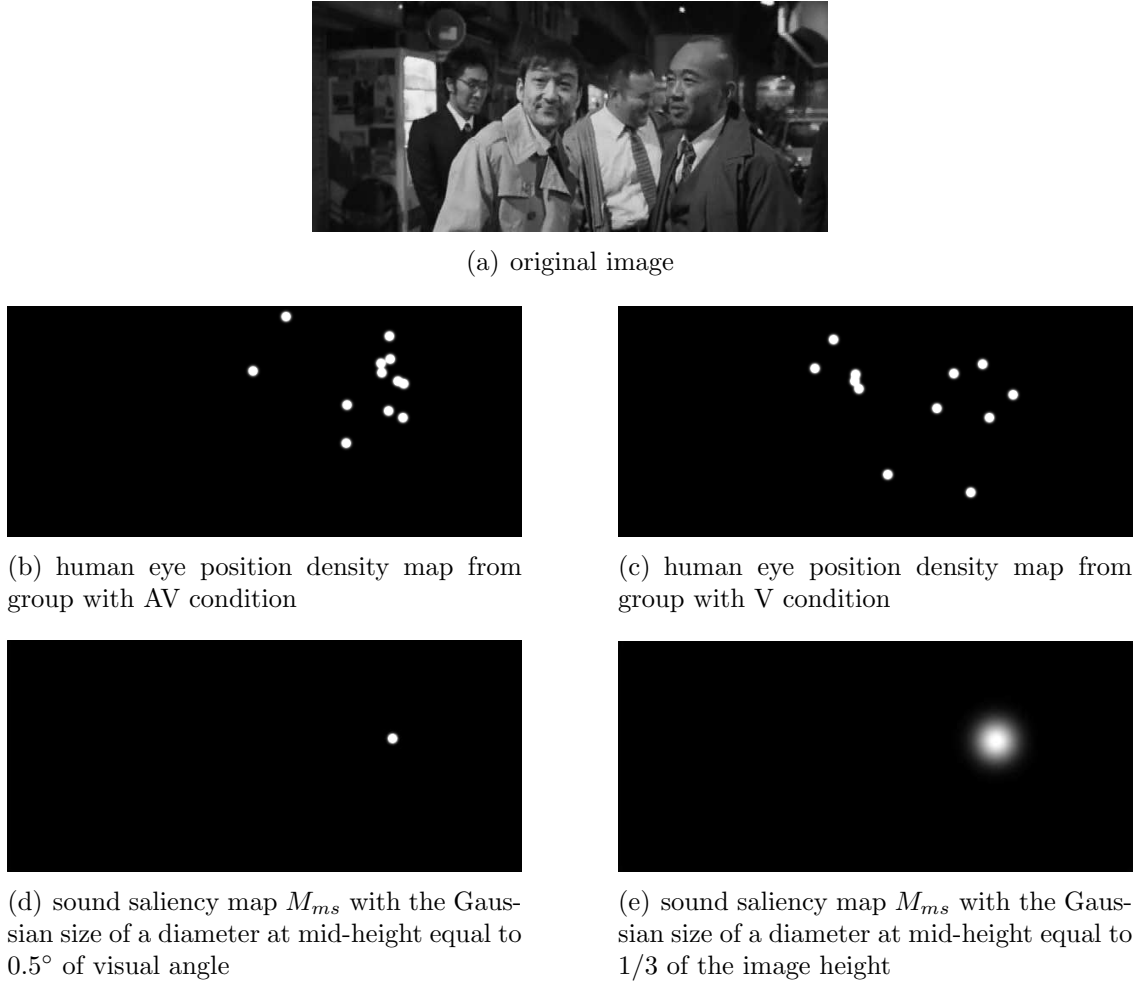 (a) original image
(b) human eye position density map from
group with AV condition
(c) human eye position density map from
group with V condition
(d) sound saliency map M_{ms} with the Gaus-
sian size of a diameter at mid-height equal to
0.5° of visual angle
(e) sound saliency map M_{ms} with the Gaus-
sian size of a diameter at mid-height equal to
1/3 of the image height